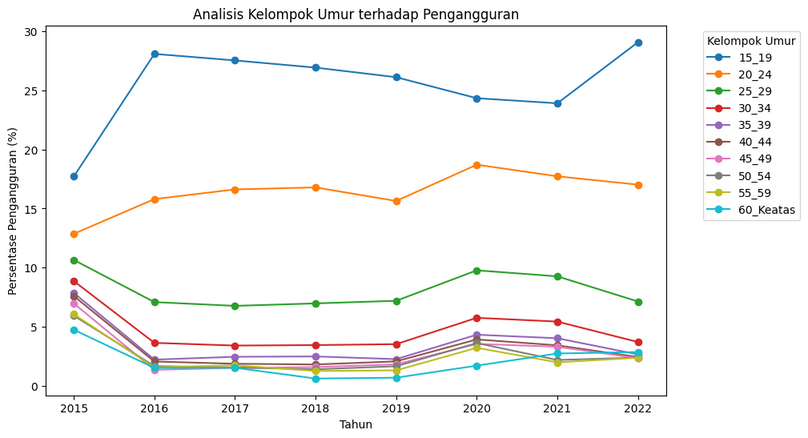 Analisis Kelompok Umur terhadap Pengangguran
Persentase Pengangguran (%)
30
25
20
15
10
5
0
2015 2016 2017 2018 2019 2020 2021 2022
Tahun
Kelompok Umur
15_19
20_24
25_29
30_34
35_39
40_44
45_49
50_54
55_59
60_Keatas